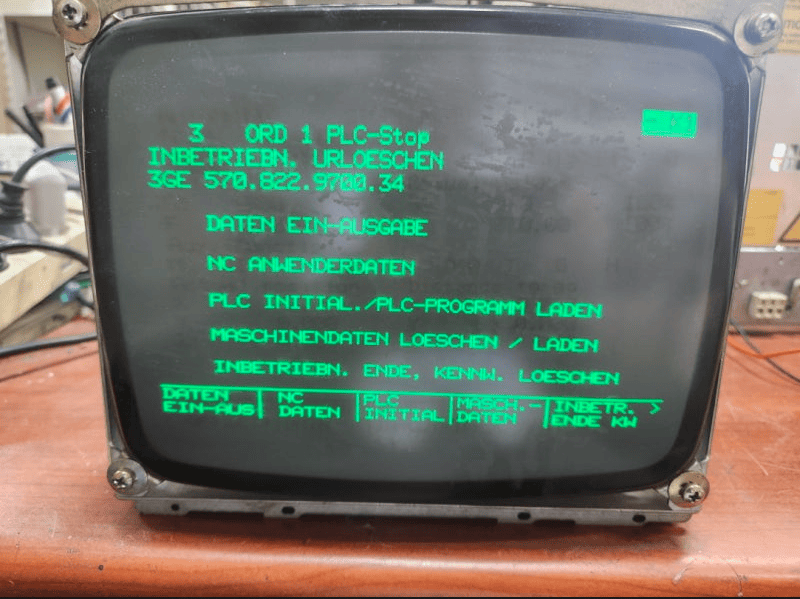 3 ORD 1 PLC-Stop
INBETRIEBN. URLOESCHEN
3GE 570.822.9700.34
DATEN EIN-AUSGABE
NC ANWENDERDATEN
PLC INITIAL./PLC-PROGRAMM LADEN
MASCHINENDATEN LOESCHEN / LADEN
INBETRIEBN. ENDE, KENNW. LOESCHEN
DATEN NC PLC MASCH.- INBETR. >
EIN-AUS DATEN INITIAL DATEN ENDE KW